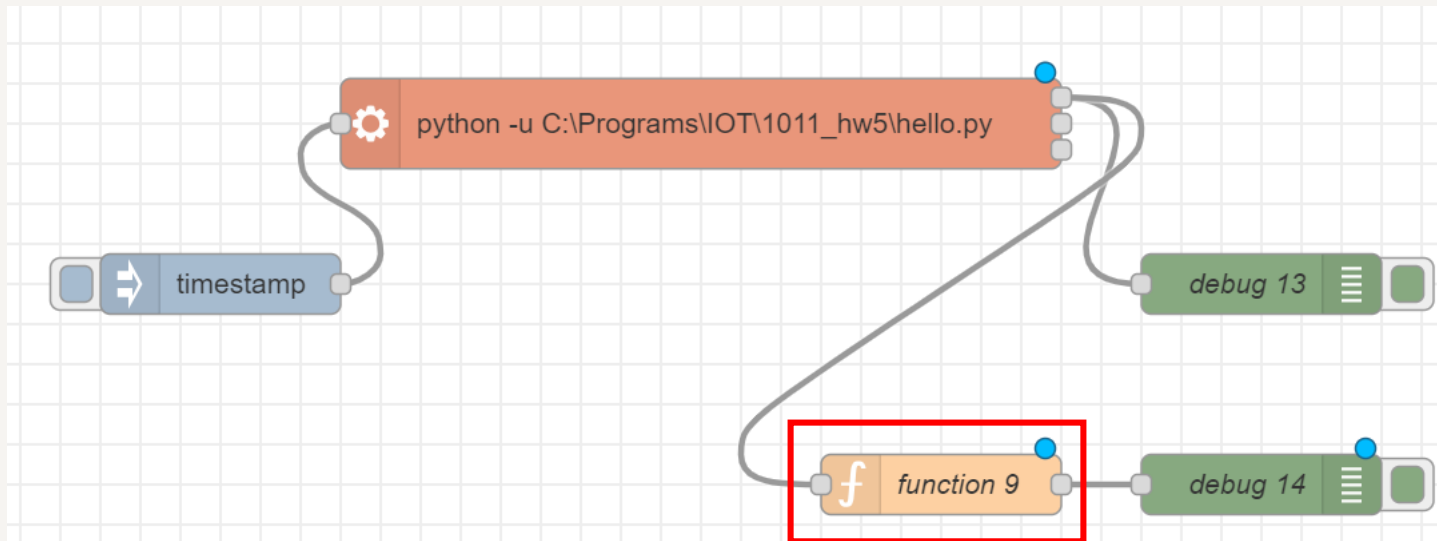 python -u C:\Programs\IOT\1011_hw5\hello.py
timestamp
debug 13
function 9
debug 14